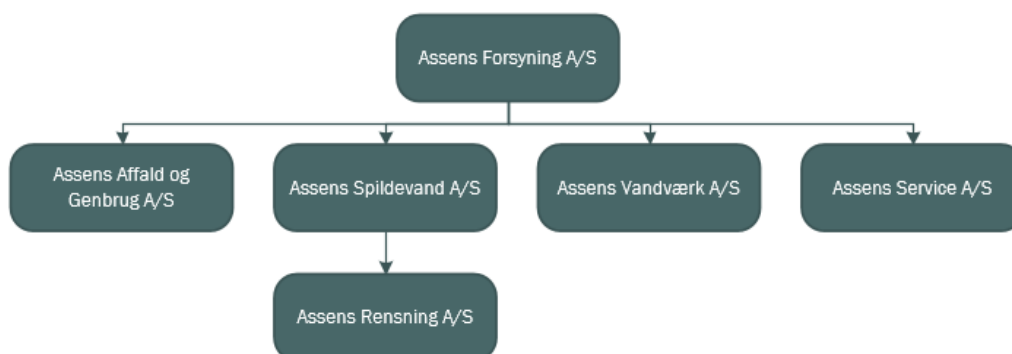 Assens Forsyning A/S
Assens Affald og
Genbrug A/S
Assens Spildevand A/S
Assens Vandværk A/S
Assens Service A/S
Assens Rensning A/S